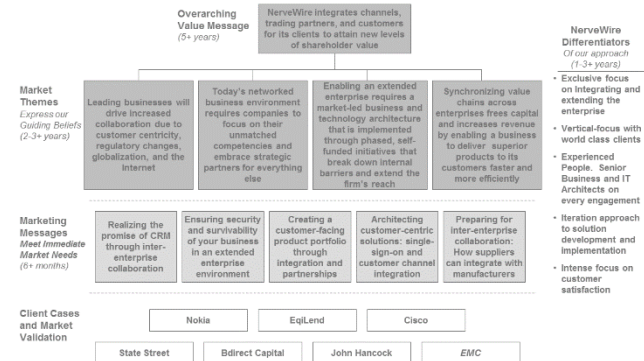 Overarching
Value Message
(5+ years)
NerveWire integrates channels,
trading partners, and customers
for its clients to attain new levels
of shareholder value
NerveWire
Differentiators
Of our approach
(1-3+ years)
• Exclusive focus
on Integrating and
extending the
enterprise
• Vertical-focus with
world class clients
• Experienced
People. Senior
Business and IT
Architects on
every engagement
• Iteration approach
to solution
development and
implementation
• Intense focus on
customer
satisfaction
Market
Themes
Express our
Guiding Beliefs
(2-3+ years)
Leading businesses will
drive increased
collaboration due to
customer centricity,
regulatory changes,
globalization, and the
Internet
Today's networked
business environment
requires companies to
focus on their
unmatched
competencies and
embrace strategic
partners for everything
else
Enabling an extended
enterprise requires a
market-led business and
technology architecture
that is implemented
through phased, self-
funded initiatives that
break down internal
barriers and extend the
firm's reach
Synchronizing value
chains across
enterprises frees capital
and increases revenue
by enabling a business
to deliver superior
products to its
customers faster and
more efficiently
Marketing
Messages
Meet Immediate
Market Needs
(6+ months)
Realizing the
promise of CRM
through inter-
enterprise
collaboration
Ensuring security
and survivability
of your business
in an extended
enterprise
environment
Creating a
customer-facing
product portfolio
through
integration and
partnerships
Architecting
customer-centric
solutions: single-
sign-on and
customer channel
integration
Preparing for
inter-enterprise
collaboration:
How suppliers
can integrate with
manufacturers
Client Cases
and Market
Validation
Nokia
EqiLend
Cisco
State Street
Bdirect Capital
John Hancock
EMC